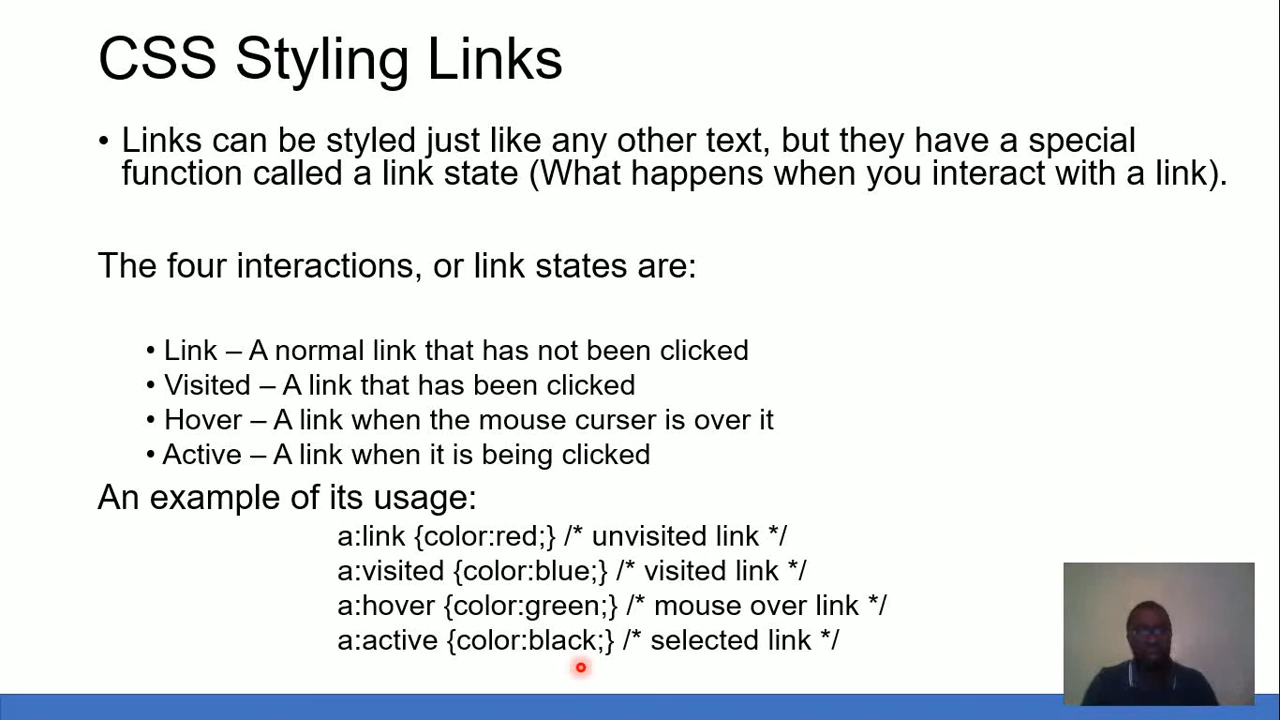 CSS Styling Links
• Links can be styled just like any other text, but they have a special
function called a link state (What happens when you interact with a link).
The four interactions, or link states are:
• Link – A normal link that has not been clicked
• Visited – A link that has been clicked
• Hover – A link when the mouse curser is over it
• Active – A link when it is being clicked
An example of its usage:
a:link {color:red;} /* unvisited link */
a:visited {color:blue;} /* visited link */
a:hover {color:green;} /* mouse over link */
a:active {color:black;} /* selected link */